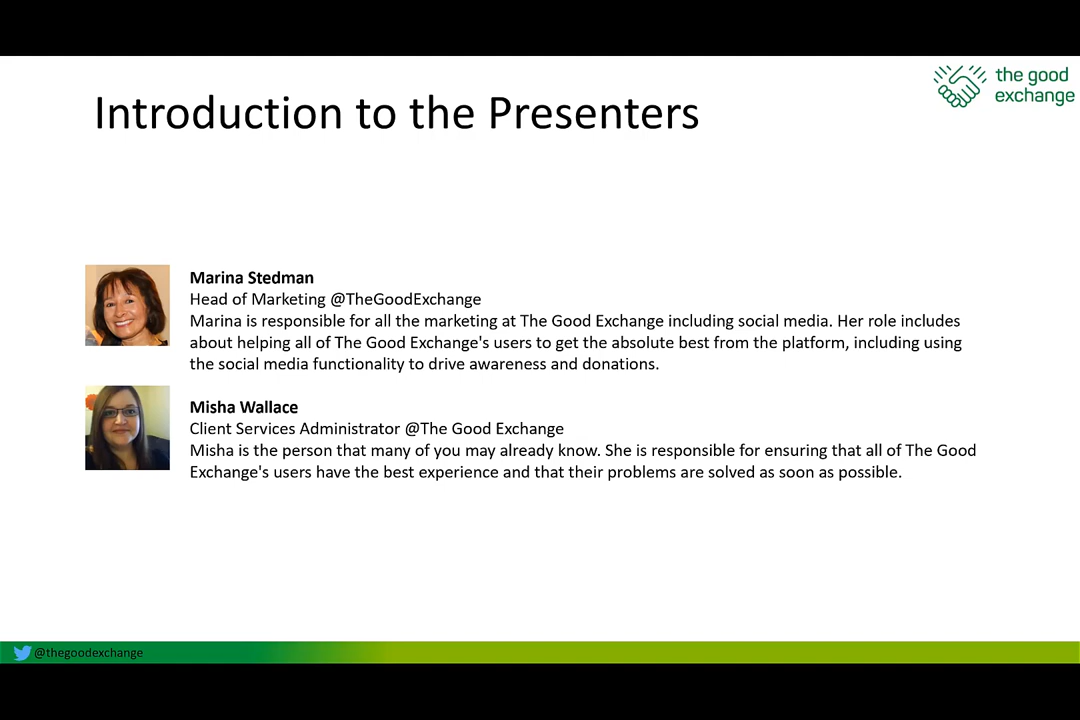 Introduction to the Presenters
the good
exchange
Marina Stedman
Head of Marketing @TheGoodExchange
Marina is responsible for all the marketing at The Good Exchange including social media. Her role includes
about helping all of The Good Exchange's users to get the absolute best from the platform, including using
the social media functionality to drive awareness and donations.
Misha Wallace
Client Services Administrator @The Good Exchange
Misha is the person that many of you may already know. She is responsible for ensuring that all of The Good
Exchange's users have the best experience and that their problems are solved as soon as possible.
@thegoodexchange